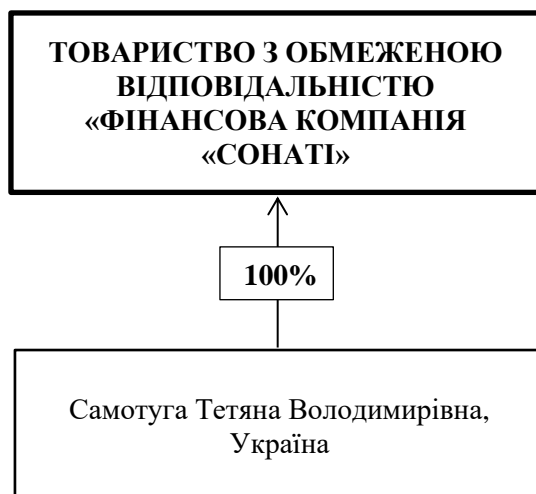 ТОВАРИСТВО З ОБМЕЖЕНОЮ
ВІДПОВІДАЛЬНІСТЮ
«ФІНАНСОВА КОМПАНІЯ
«СОНАТІ»
100%
Самотуга Тетяна Володимирівна,
Україна